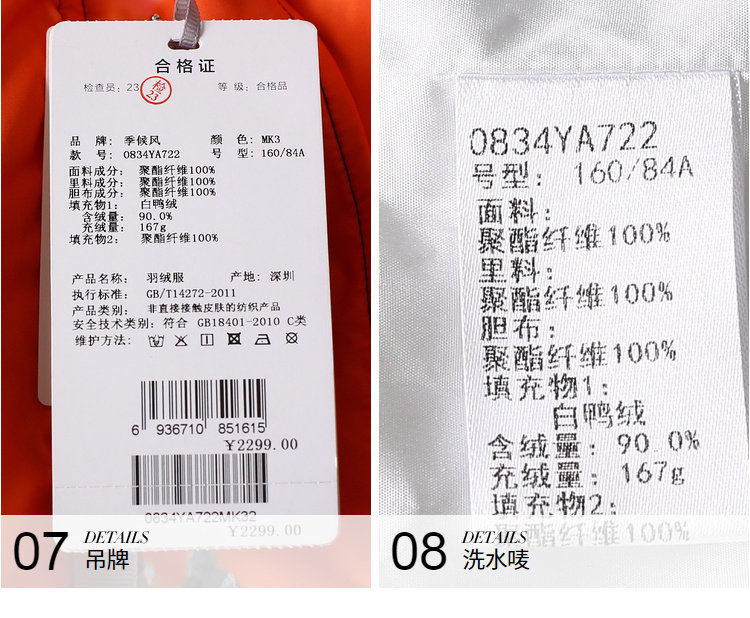 合格证
检查员：23 检23 等 级：合格品
品 牌：季候风 颜 色：MK3
款 号：0834YA722 号 型：160/84A
面料成分：聚酯纤维100%
里料成分：聚酯纤维100%
胆布成分：聚酯纤维100%
填充物1：白鸭绒
含绒量：90.0%
充绒量：167g
填充物2：聚酯纤维100%
产品名称：羽绒服 产地：深圳
执行标准：GB/T14272-2011
产品类别：非直接接触皮肤的纺织产品
安全技术类别：符合 GB18401-2010 C类
维护方法：
6 936710 851615
¥2299.00
0834YA722MK32
¥2299.00
07 DETAILS
吊牌
0834YA722
号型：160/84A
面料：
聚酯纤维100%
里料：
聚酯纤维100%
胆布：
聚酯纤维100%
填充物1：
白鸭绒
含绒量：90.0%
充绒量：167g
填充物2：
聚酯纤维100%
08 DETAILS
洗水唛